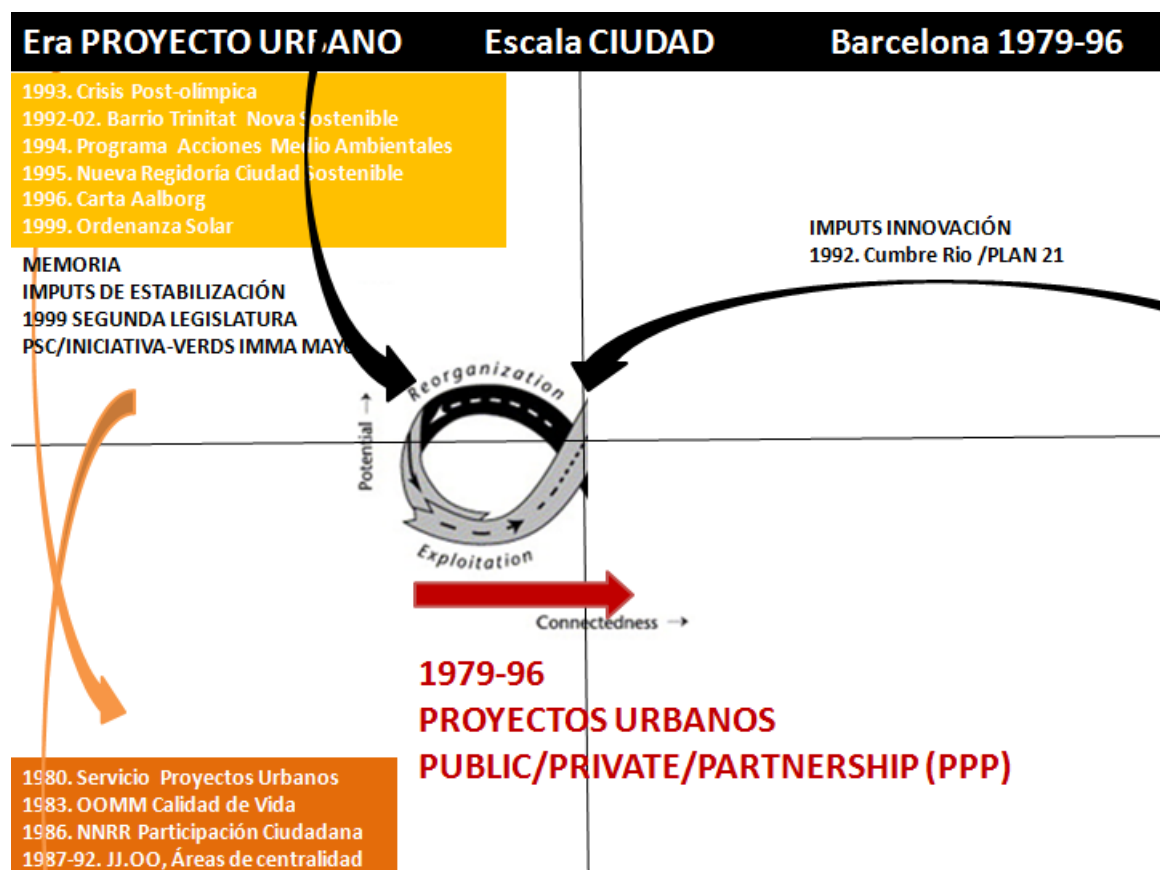 Era PROYECTO URBANO Escala CIUDAD Barcelona 1979-96
1993. Crisis Post-olímpica
1992-02. Barrio Trinitat Nova Sostenible
1994. Programa Acciones Medio Ambientales
1995. Nueva Regidoría Ciudad Sostenible
1996. Carta Aalborg
1999. Ordenanza Solar
MEMORIA
IMPUTS DE ESTABILIZACIÓN
1999 SEGUNDA LEGISLATURA
PSC/INICIATIVA-VERDS IMMA MAYO
IMPUTS INNOVACIÓN
1992. Cumbre Rio /PLAN 21
Reorganization
Potential →
Exploitation
Connectedness →
1979-96
PROYECTOS URBANOS
PUBLIC/PRIVATE/PARTNERSHIP (PPP)
1980. Servicio Proyectos Urbanos
1983. OOMM Calidad de Vida
1986. NNRR Participación Ciudadana
1987-92. JJ.OO, Áreas de centralidad